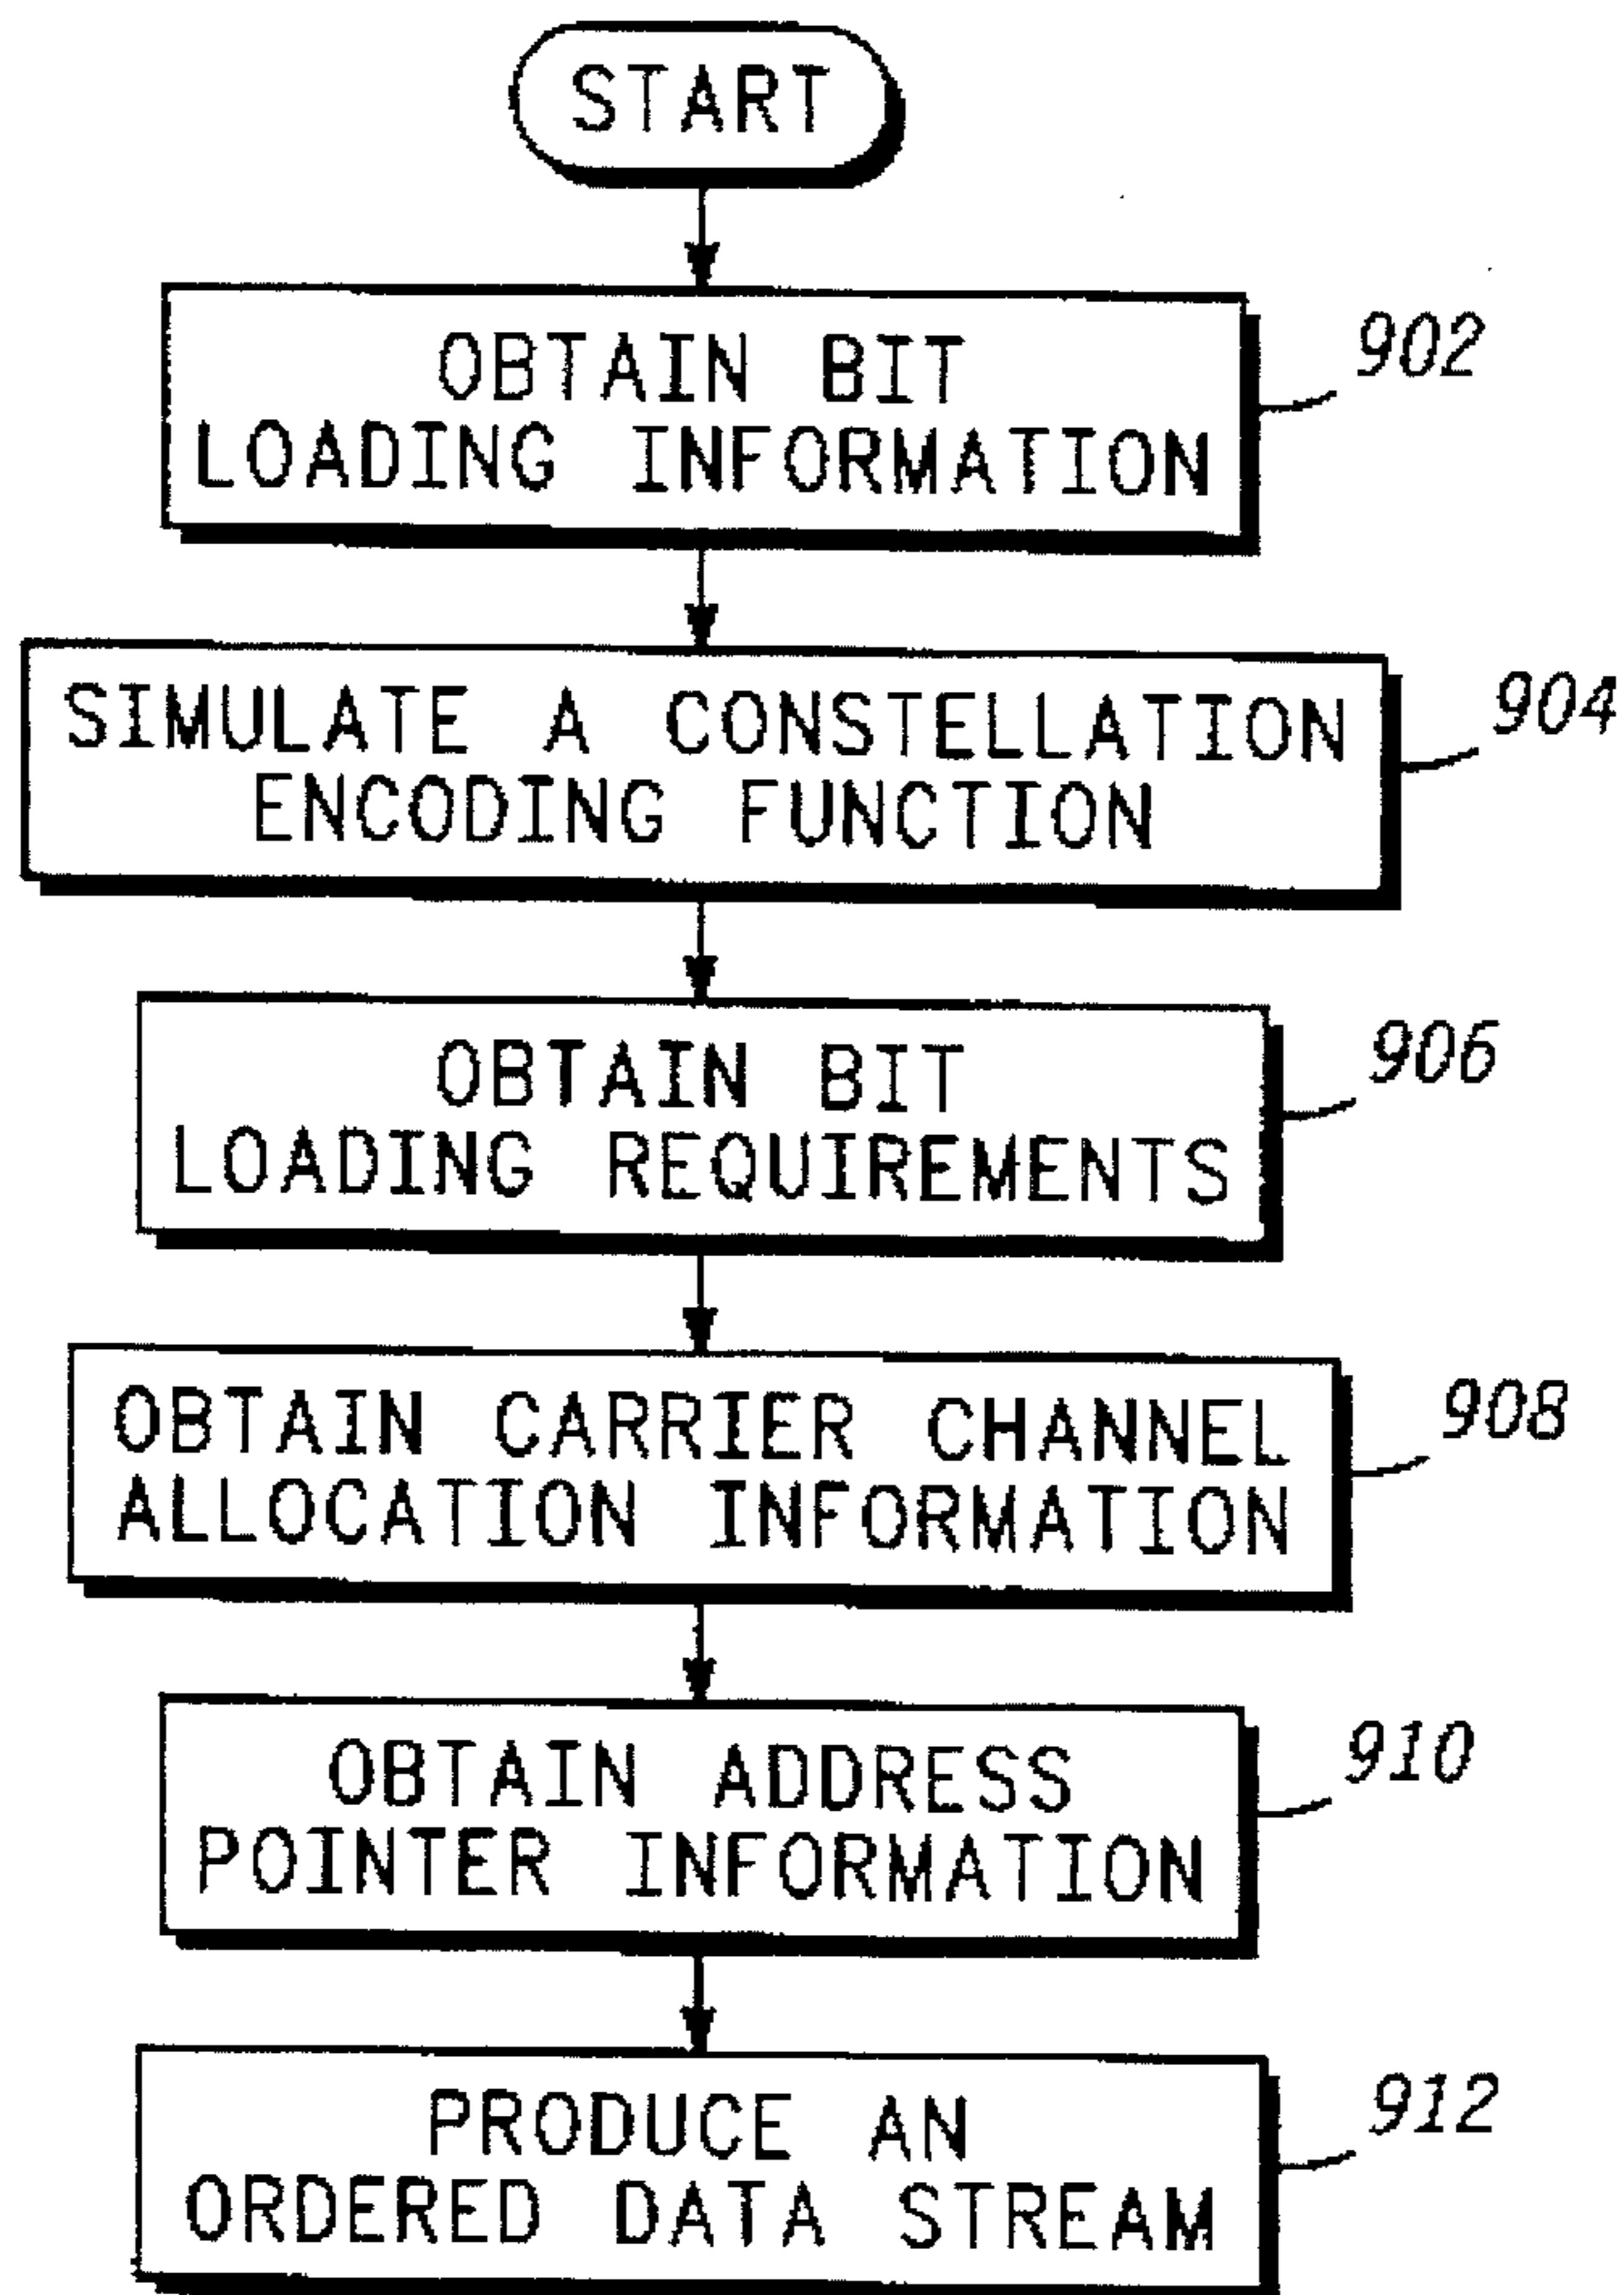 START
OBTAIN BIT
LOADING INFORMATION
902
SIMULATE A CONSTELLATION
ENCODING FUNCTION
904
OBTAIN BIT
LOADING REQUIREMENTS
906
OBTAIN CARRIER CHANNEL
ALLOCATION INFORMATION
908
OBTAIN ADDRESS
POINTER INFORMATION
910
PRODUCE AN
ORDERED DATA STREAM
912